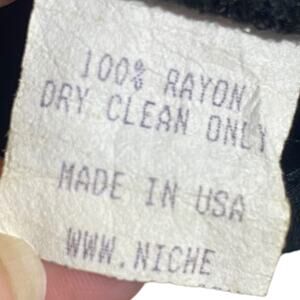 100% RAYON
DRY CLEAN ONLY
MADE IN USA
WWW.NICHE